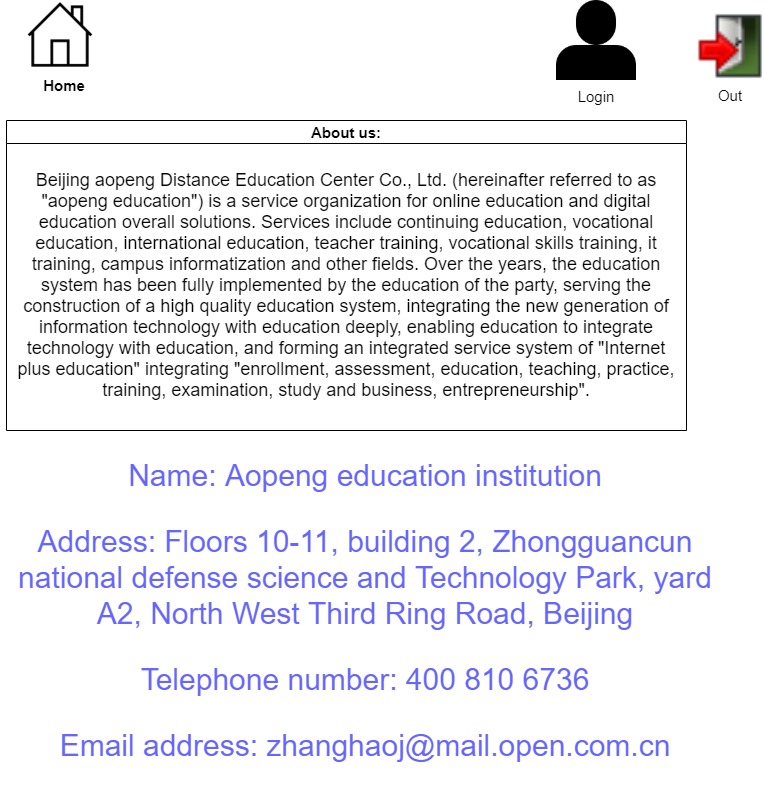 Home
Login
Out
About us:
Beijing aopeng Distance Education Center Co., Ltd. (hereinafter referred to as
"aopeng education") is a service organization for online education and digital
education overall solutions. Services include continuing education, vocational
education, international education, teacher training, vocational skills training, it
training, campus informatization and other fields. Over the years, the education
system has been fully implemented by the education of the party, serving the
construction of a high quality education system, integrating the new generation of
information technology with education deeply, enabling education to integrate
technology with education, and forming an integrated service system of "Internet
plus education" integrating "enrollment, assessment, education, teaching, practice,
training, examination, study and business, entrepreneurship".
Name: Aopeng education institution
Address: Floors 10-11, building 2, Zhongguancun
national defense science and Technology Park, yard
A2, North West Third Ring Road, Beijing
Telephone number: 400 810 6736
Email address: zhanghaoj@mail.open.com.cn